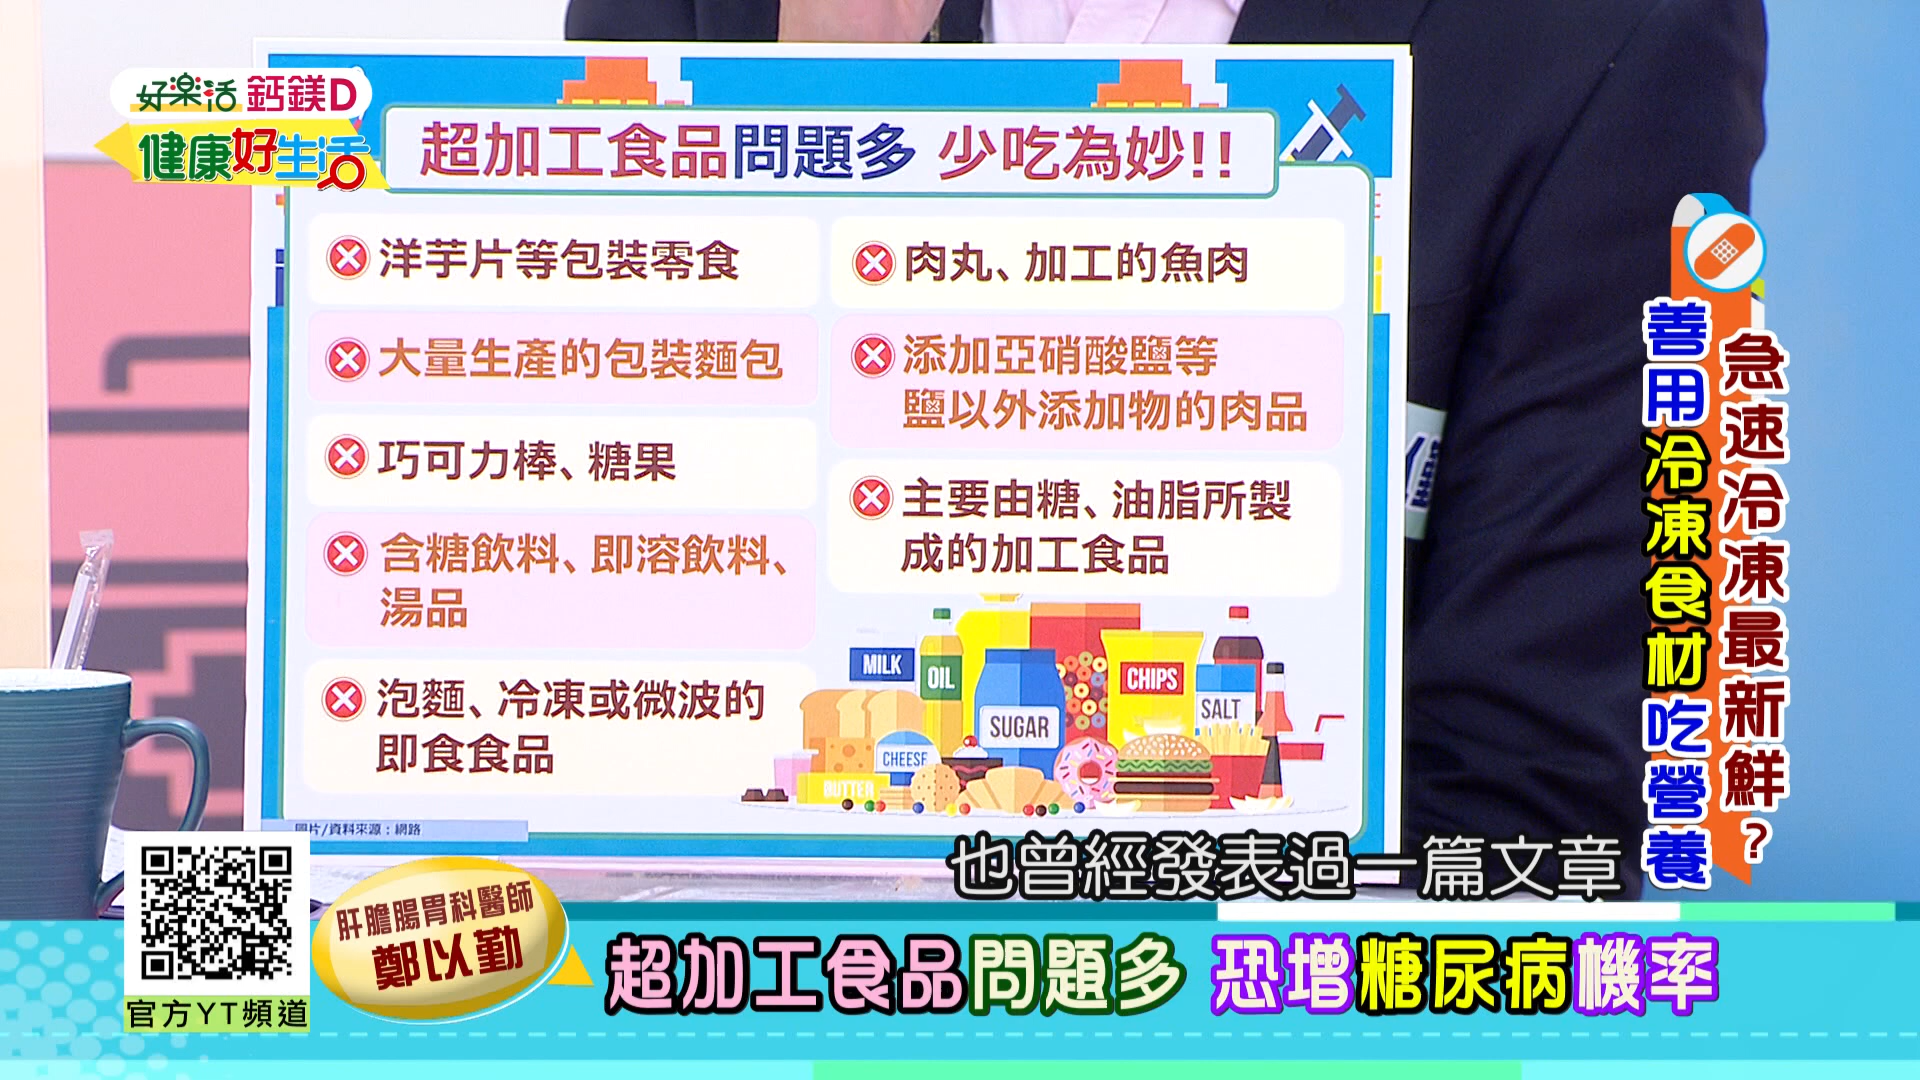 好樂活 鈣鎂D
健康好生活
超加工食品問題多 少吃為妙!!
洋芋片等包裝零食
大量生產的包裝麵包
巧可力棒、糖果
含糖飲料、即溶飲料、
湯品
泡麵、冷凍或微波的
即食食品
肉丸、加工的魚肉
添加亞硝酸鹽等
鹽以外添加物的肉品
主要由糖、油脂所製
成的加工食品
MILK
OIL
SUGAR
CHIPS
SALT
CHEESE
BUTTER
圖片/資料來源：網路
急速冷凍最新鮮?
善用冷凍食材吃營養
也曾經發表過一篇文章
官方YT頻道
肝膽腸胃科醫師
鄭以勤
超加工食品問題多 恐增糖尿病機率